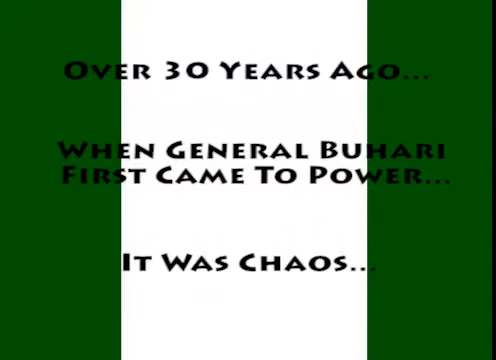 Over 30 Years Ago...
When General Buhari
First Came To Power...
It Was Chaos...